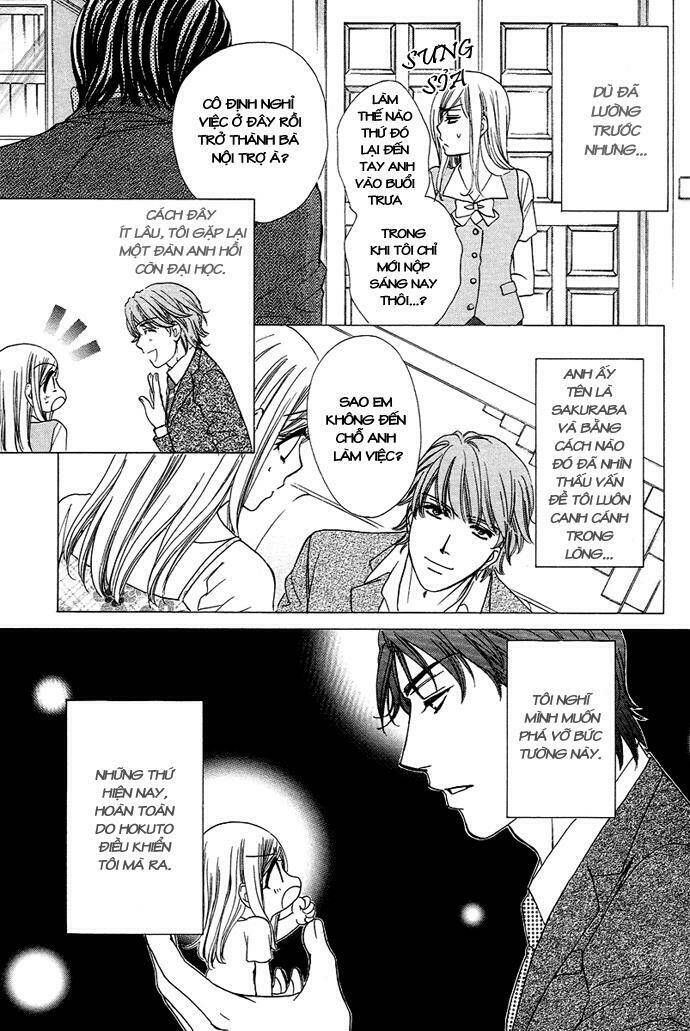 DÙ ĐÃ
LƯỜNG
TRƯỚC
NHƯNG...
SỪNG
SỈA
LÀM
THẾ NÀO
THỨ ĐÓ
LẠI ĐẾN
TAY ANH
VÀO BUỔI
TRƯA
TRONG
KHI TÔI CHỈ
MỚI NỘP
SÁNG NAY
THÔI...?
CÔ ĐỊNH NGHỈ
VIỆC Ở ĐÂY RỒI
TRỞ THÀNH BÀ
NỘI TRỢ À?
CÁCH ĐÂY
ÍT LÂU, TÔI GẶP LẠI
MỘT ĐÀN ANH HỒI
CÒN ĐẠI HỌC.
ANH ẤY
TÊN LÀ
SAKURABA
VÀ BẰNG
CÁCH NÀO
ĐÓ ĐÃ NHÌN
THẤU VẤN
ĐỀ TÔI LUÔN
CANH CÁNH
TRONG
LÒNG...
SAO EM
KHÔNG ĐẾN
CHỖ ANH
LÀM VIỆC?
TÔI NGHĨ
MÌNH MUỐN
PHÁ VỠ BỨC
TƯỜNG NÀY.
NHỮNG THỨ
HIỆN NAY,
HOÀN TOÀN
DO HOKUTO
ĐIỀU KHIỂN
TÔI MÀ RA.